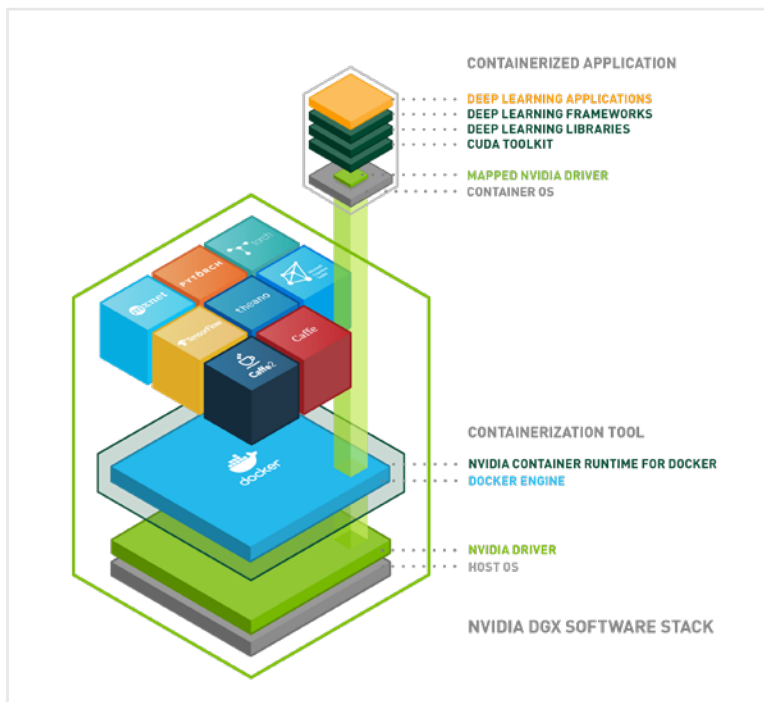 CONTAINERIZED APPLICATION
DEEP LEARNING APPLICATIONS
DEEP LEARNING FRAMEWORKS
DEEP LEARNING LIBRARIES
CUDA TOOLKIT
MAPPED NVIDIA DRIVER
CONTAINER OS
torch
PYTORCH
mxnet
theano
TensorFlow
Caffe
Caffe2
docker
CONTAINERIZATION TOOL
NVIDIA CONTAINER RUNTIME FOR DOCKER
DOCKER ENGINE
NVIDIA DRIVER
HOST OS
NVIDIA DGX SOFTWARE STACK